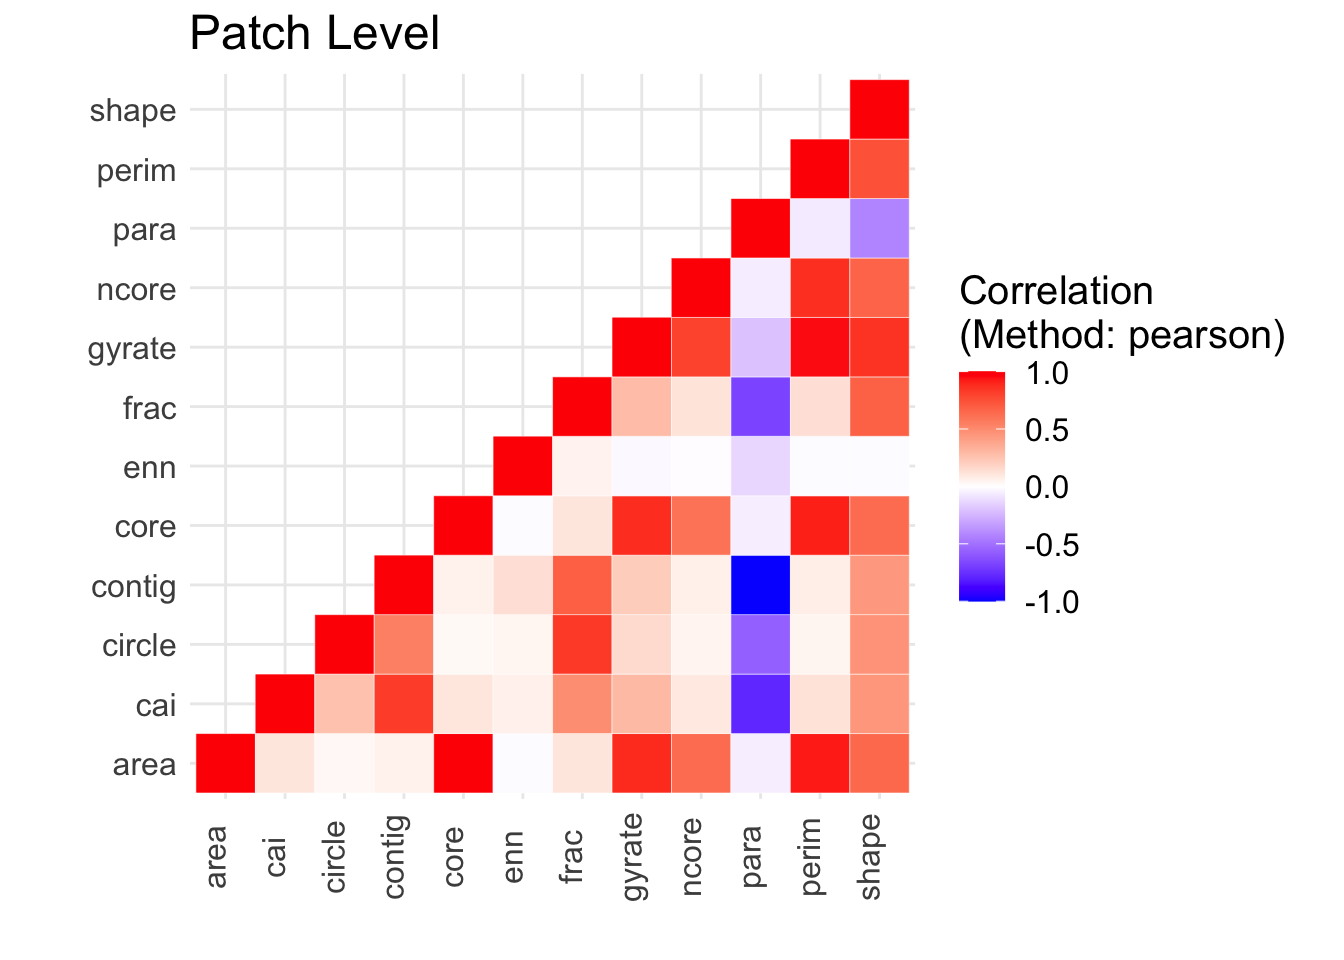 Patch Level
shape
perim
para
ncore
gyrate
frac
enn
core
contig
circle
cai
area
area
cai
circle
contig
core
enn
frac
gyrate
ncore
para
perim
shape
Correlation
(Method: pearson)
1.0
0.5
0.0
-0.5
-1.0